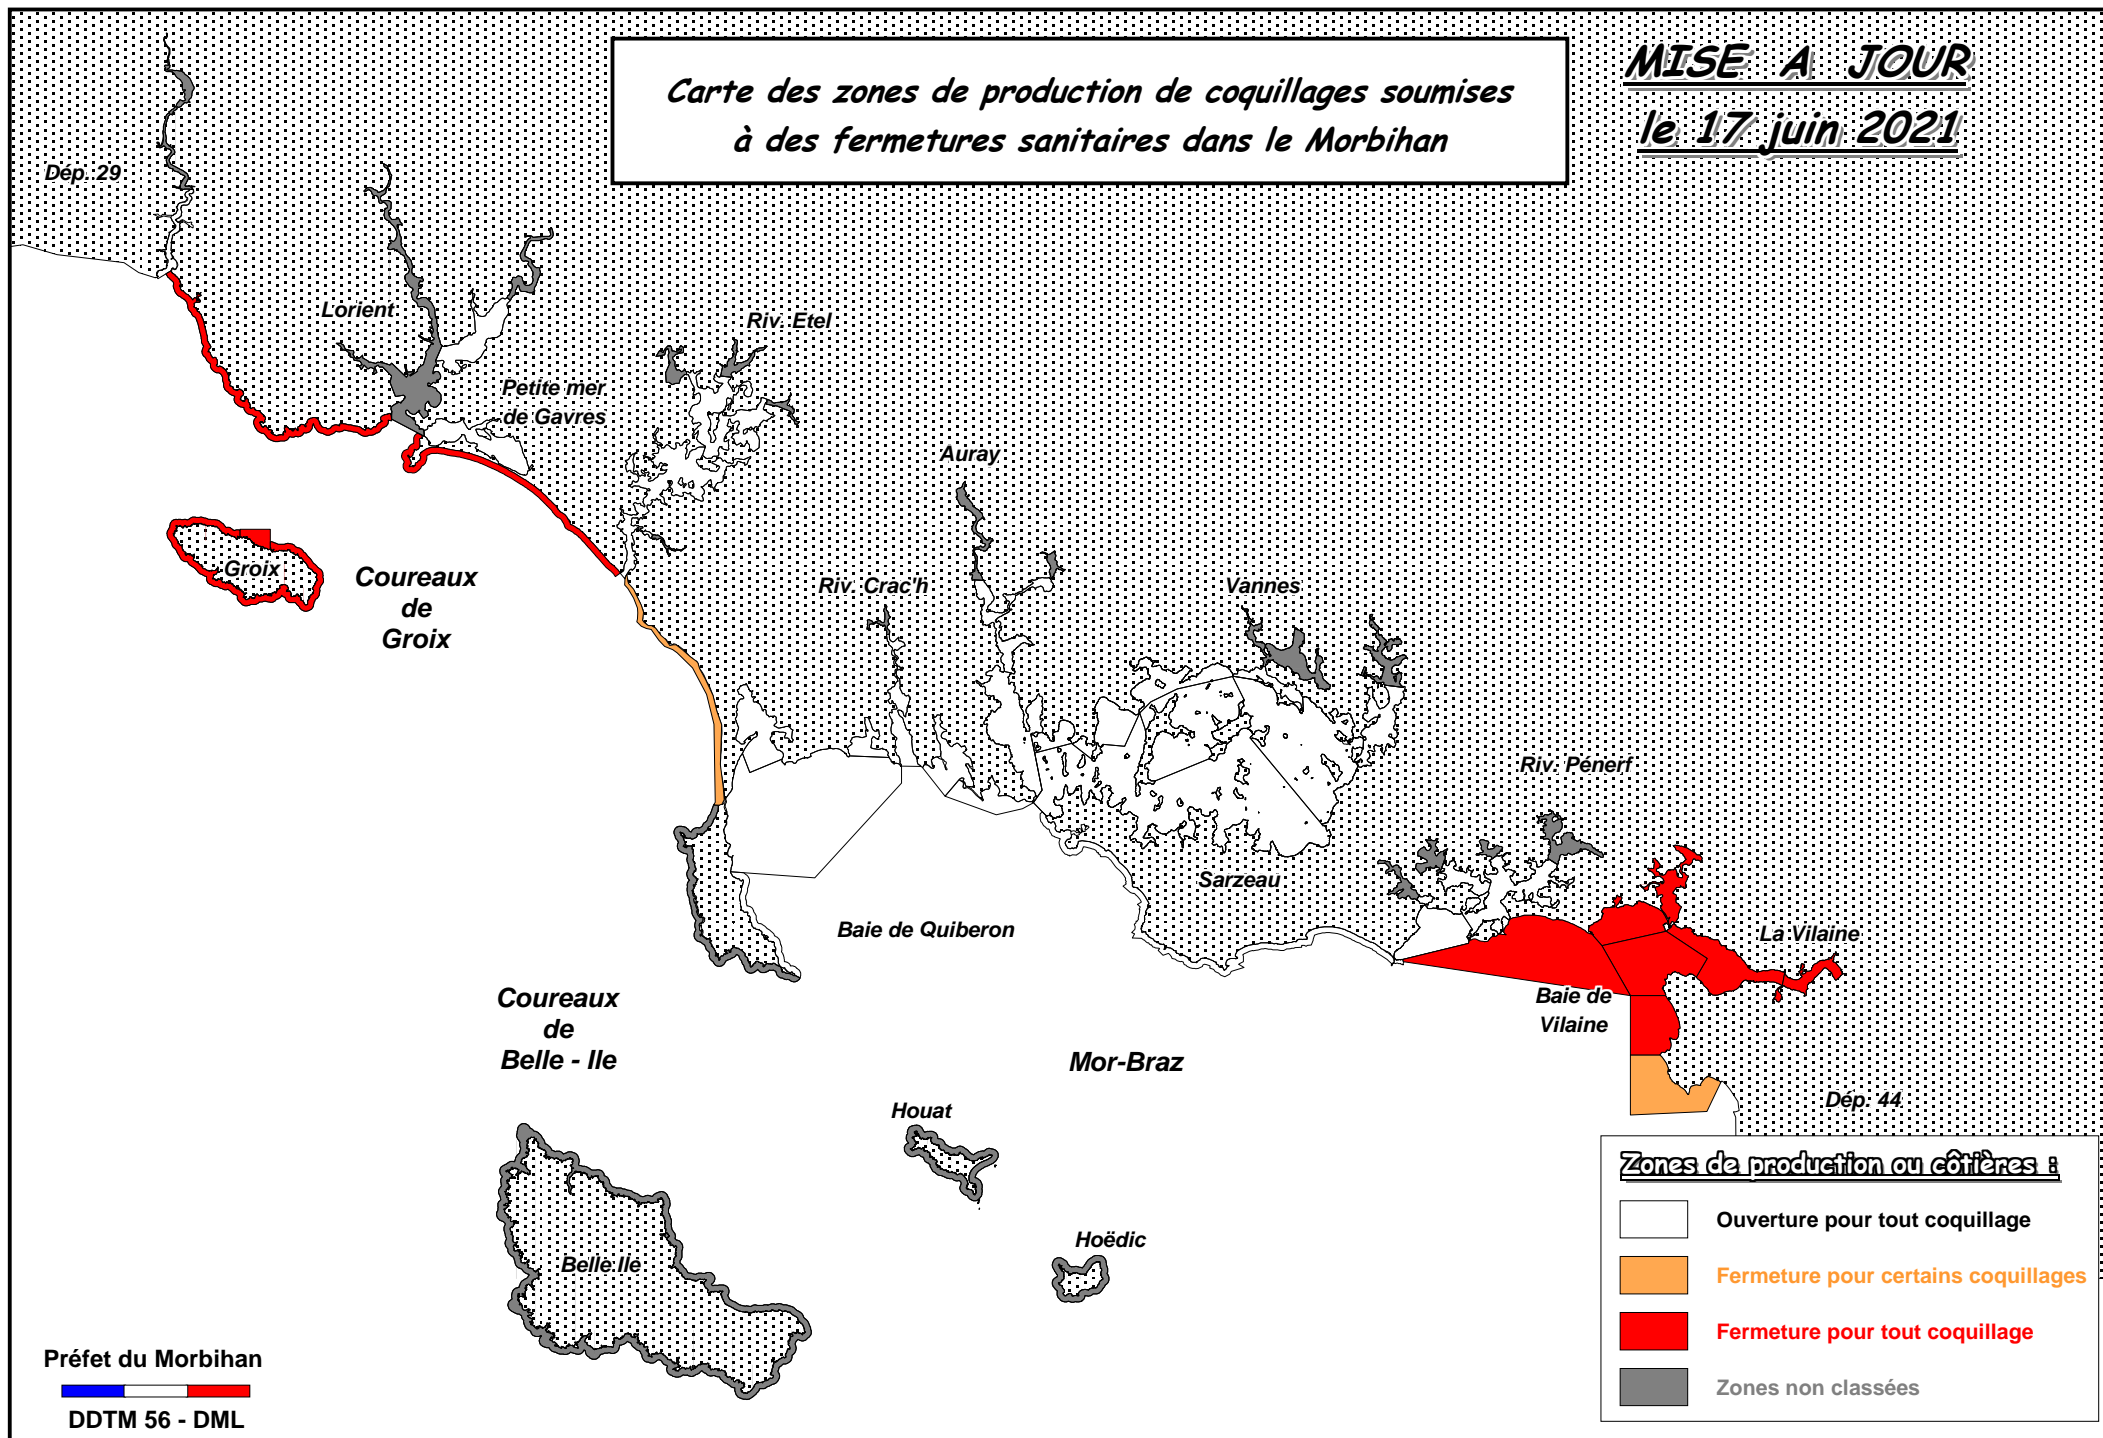 Carte des zones de production de coquillages soumises
à des fermetures sanitaires dans le Morbihan
MISE A JOUR
le 17 juin 2021
Dép. 29
Lorient
Riv. Etel
Petite mer
de Gavres
Auray
Groix
Coureaux
de
Groix
Riv. Crac'h
Vannes
Riv. Pénerf
Sarzeau
Baie de Quiberon
La Vilaine
Baie de
Vilaine
Coureaux
de
Belle - Ile
Mor-Braz
Dép. 44
Houat
Hoëdic
Belle Ile
Zones de production ou côtières :
Ouverture pour tout coquillage
Fermeture pour certains coquillages
Fermeture pour tout coquillage
Zones non classées
Préfet du Morbihan
DDTM 56 - DML